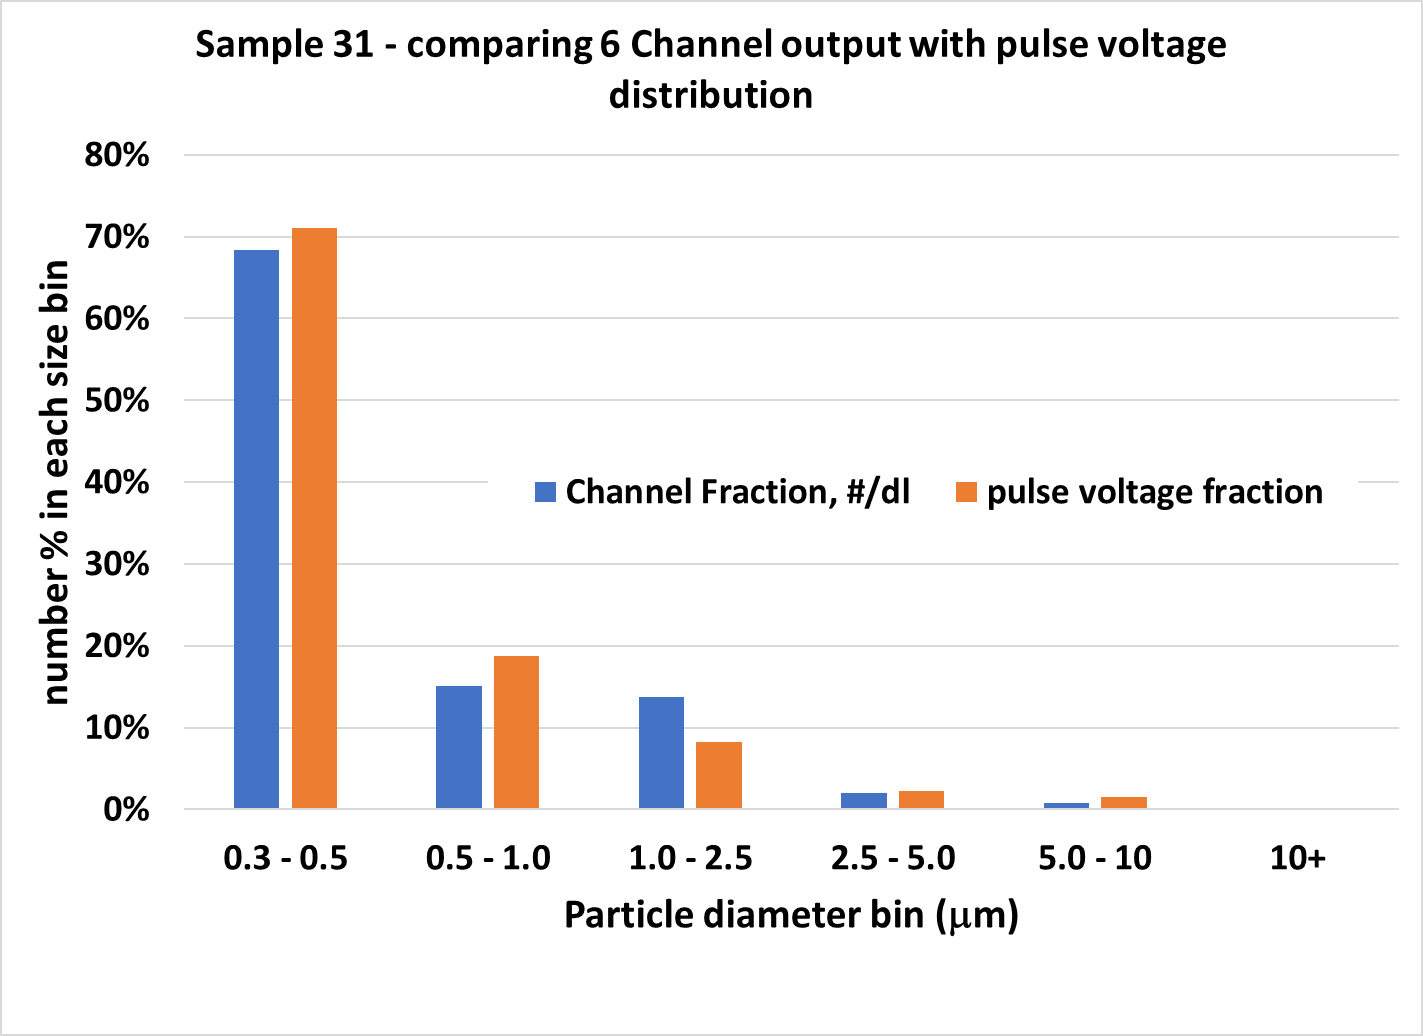 Sample 31 - comparing 6 Channel output with pulse voltage
distribution
80%
70%
60%
50%
40%
30%
20%
10%
0%
number % in each size bin
Channel Fraction, #/dl
pulse voltage fraction
0.3 - 0.5
0.5 - 1.0
1.0 - 2.5
2.5 - 5.0
5.0 - 10
10+
Particle diameter bin (μm)